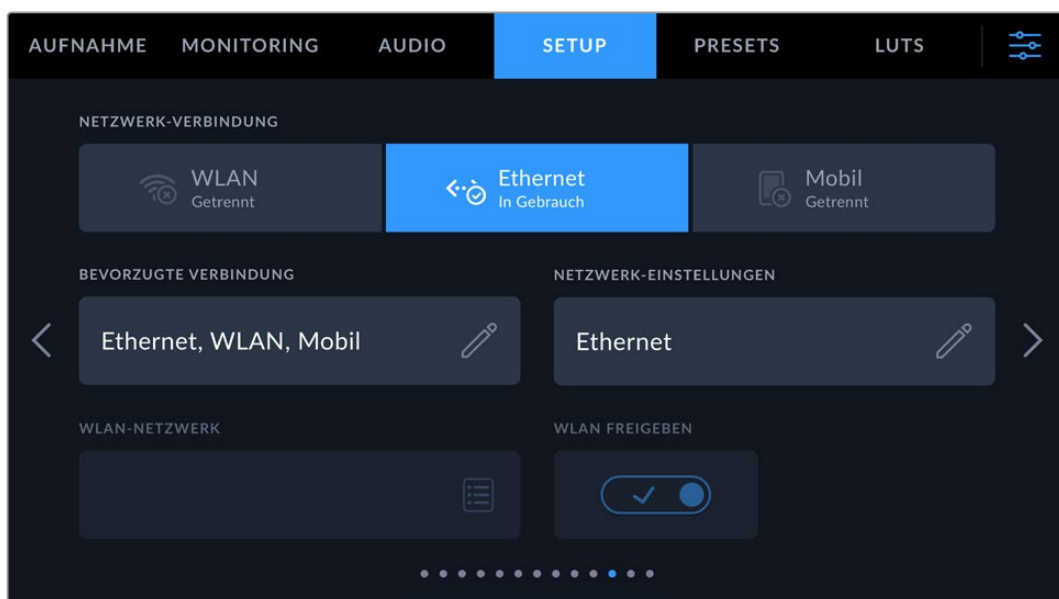 AUFNAHME MONITORING AUDIO SETUP PRESETS LUTS
NETZWERK-VERBINDUNG
WLAN
Getrennt
Ethernet
In Gebrauch
Mobil
Getrennt
BEVORZUGTE VERBINDUNG
Ethernet, WLAN, Mobil
NETZWERK-EINSTELLUNGEN
Ethernet
WLAN-NETZWERK
WLAN FREIGEBEN